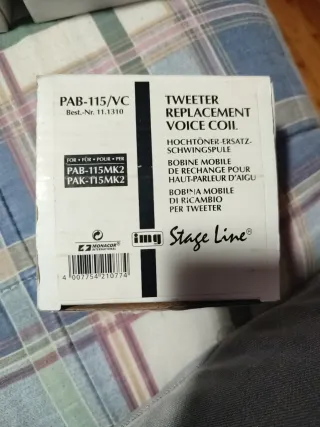 PAB-115/VC
Best.-Nr. 11.1310
FOR • FÜR • POUR • PER
PAB-115MK2
PAK-115MK2
MONACOR
INTERNATIONAL
4 007754 210774
TWEETER
REPLACEMENT
VOICE COIL
HOCHTÖNER-ERSATZ-
SCHWINGSPULE
BOBINE MOBILE
DE RECHANGE POUR
HAUT-PARLEUR D'AIGU
BOBINA MOBILE
DI RICAMBIO
PER TWEETER
img Stage Line®